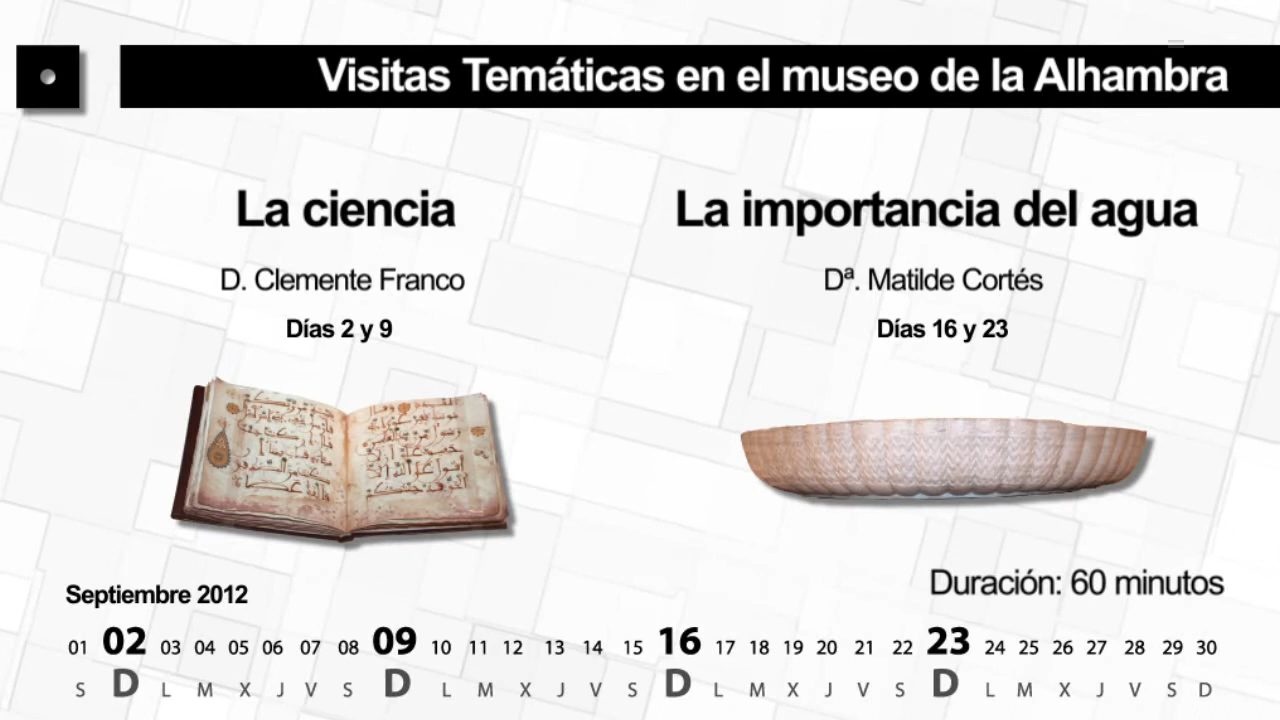 Visitas Temáticas en el museo de la Alhambra
La ciencia
D. Clemente Franco
Días 2 y 9
La importancia del agua
Dª. Matilde Cortés
Días 16 y 23
Duración: 60 minutos
Septiembre 2012
01 02 03 04 05 06 07 08 09 10 11 12 13 14 15 16 17 18 19 20 21 22 23 24 25 26 27 28 29 30
S D L M X J V S D L M X J V S D L M X J V S D L M X J V S D